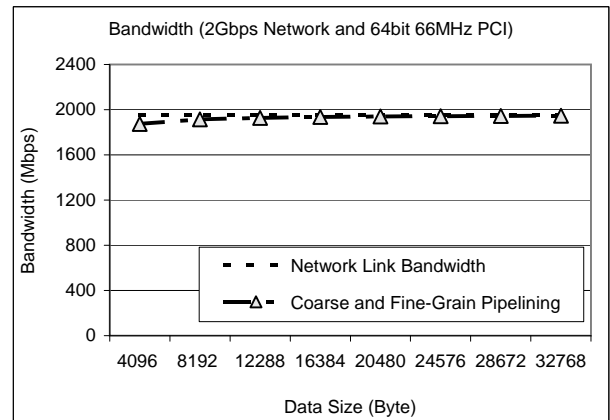 Bandwidth (2Gbps Network and 64bit 66MHz PCI)
2400
2000
1600
1200
800
400
0
Bandwidth (Mbps)
Network Link Bandwidth
Coarse and Fine-Grain Pipelining
4096 8192 12288 16384 20480 24576 28672 32768
Data Size (Byte)